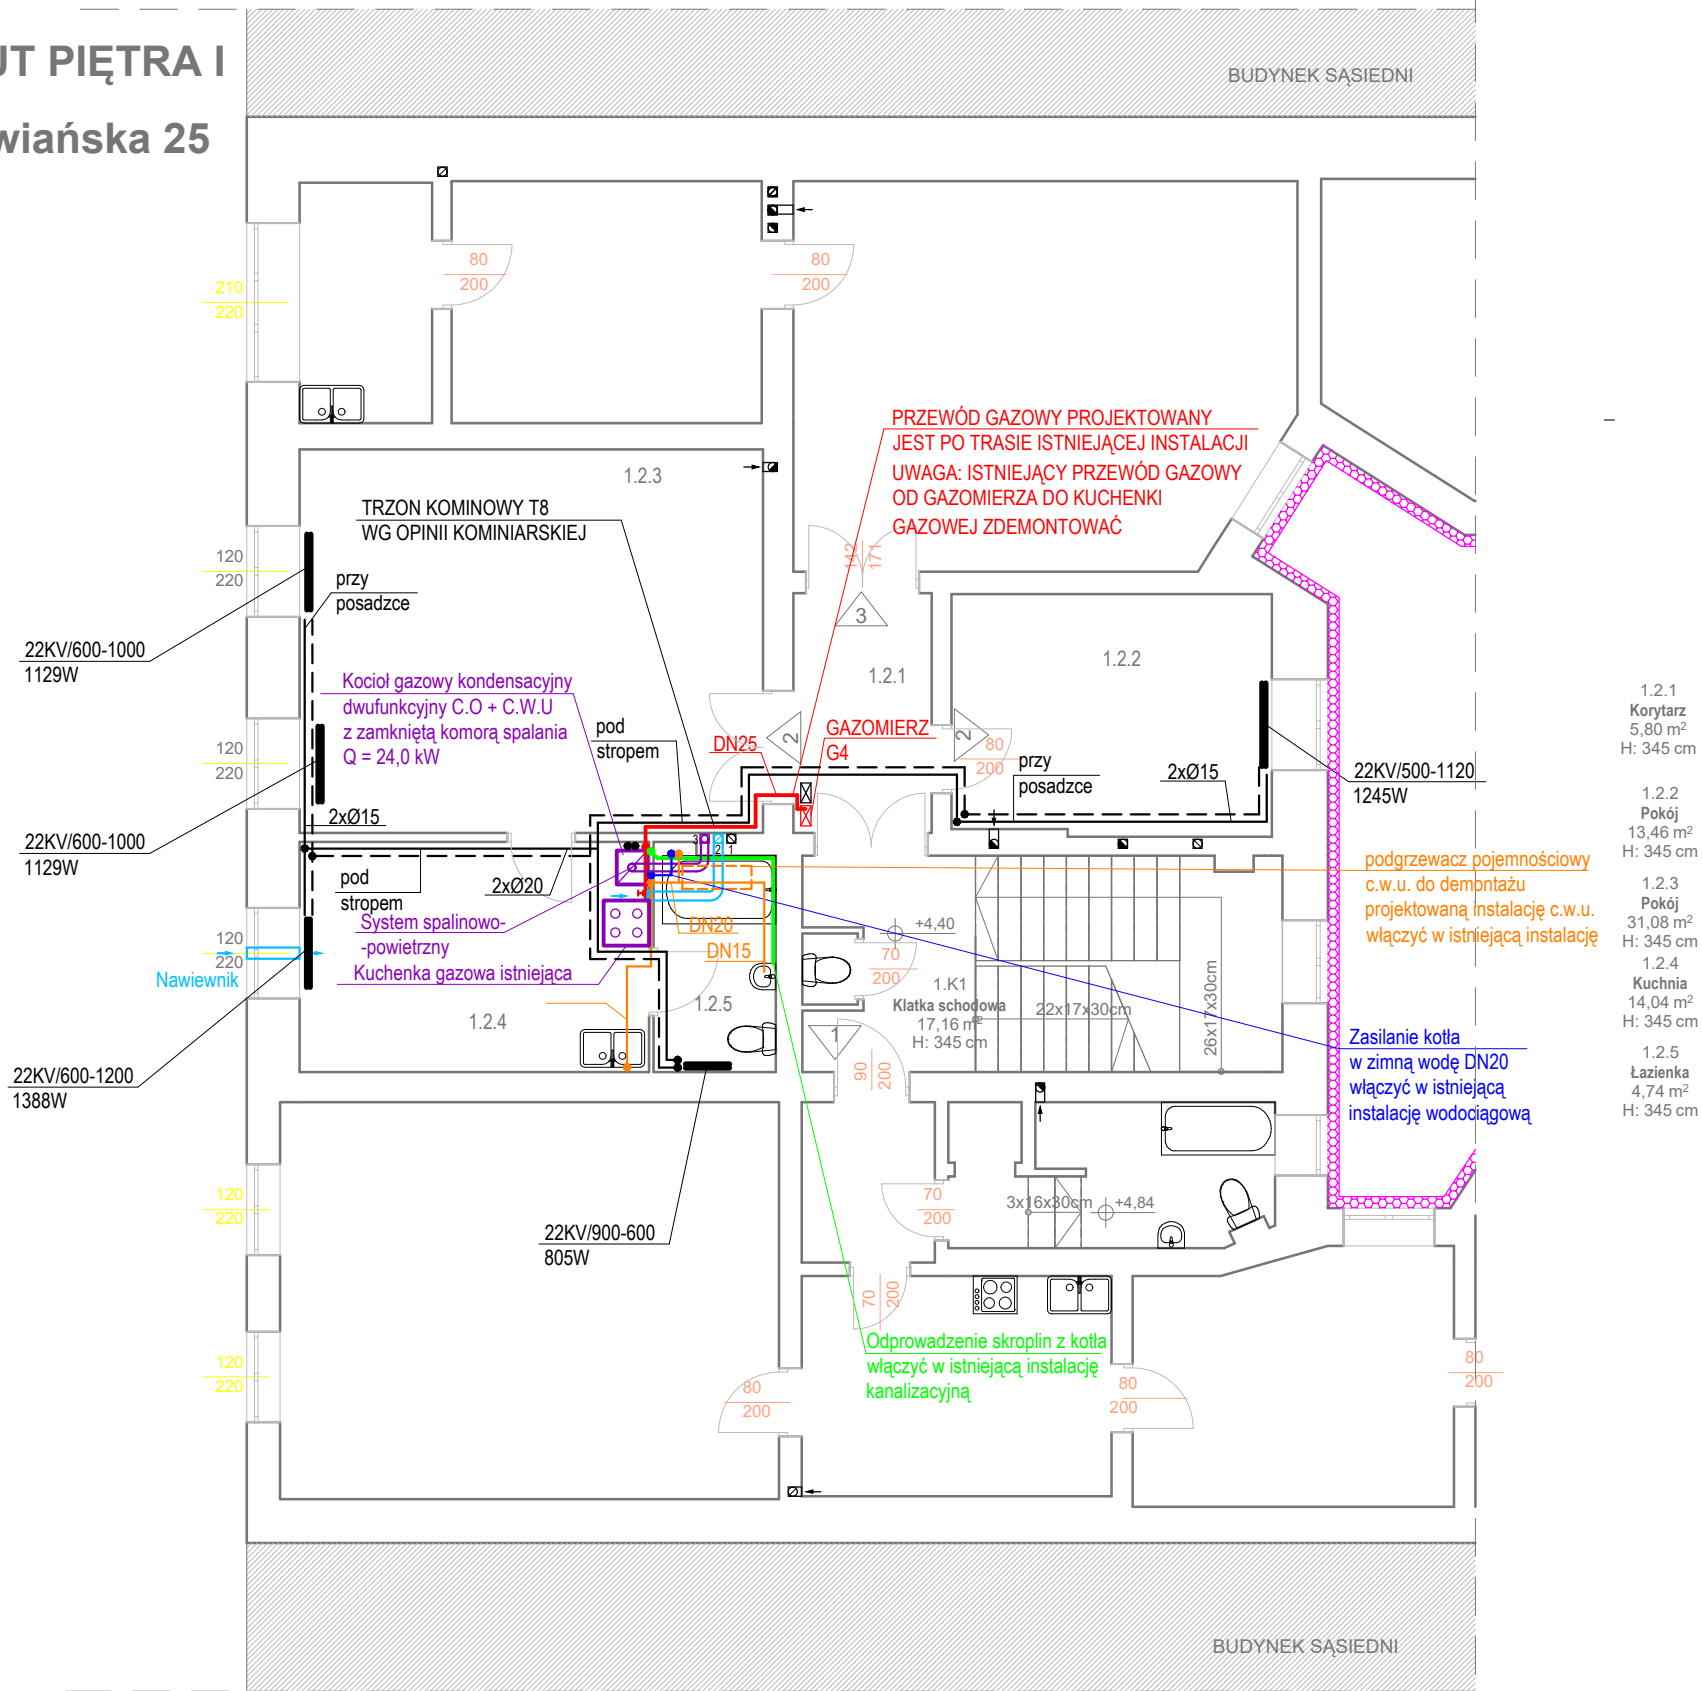 UT PIĘTRA I
wiańska 25
BUDYNEK SĄSIEDNI
80
200
80
200
210
220
PRZEWÓD GAZOWY PROJEKTOWANY
JEST PO TRASIE ISTNIEJĄCEJ INSTALACJI
UWAGA: ISTNIEJĄCY PRZEWÓD GAZOWY
OD GAZOMIERZA DO KUCHENKI
GAZOWEJ ZDEMONTOWAĆ
1.2.3
TRZON KOMINOWY T8
WG OPINII KOMINIARSKIEJ
142
171
120
220
przy
posadzce
3
22KV/600-1000
1129W
1.2.1
1.2.2
Kocioł gazowy kondensacyjny
dwufunkcyjny C.O + C.W.U
z zamkniętą komorą spalania
Q = 24,0 kW
pod
stropem
DN25
2
GAZOMIERZ
G4
2
80
200
przy
posadzce
2xØ15
22KV/500-1120
1245W
120
220
2xØ15
22KV/600-1000
1129W
3
2
1
pod
stropem
2xØ20
podgrzewacz pojemnościowy
c.w.u. do demontażu
projektowaną instalację c.w.u.
włączyć w istniejącą instalację
System spalinowo-
-powietrzny
Kuchenka gazowa istniejąca
DN20
DN15
+4,40
70
200
120
220
Nawiewnik
1.2.4
1.2.5
1.K1
Klatka schodowa
17,16 m²
H: 345 cm
22x17x30cm
26x17x30cm
1
90
200
Zasilanie kotła
w zimną wodę DN20
włączyć w istniejącą
instalację wodociągową
22KV/600-1200
1388W
1.2.1
Korytarz
5,80 m²
H: 345 cm
1.2.2
Pokój
13,46 m²
H: 345 cm
1.2.3
Pokój
31,08 m²
H: 345 cm
1.2.4
Kuchnia
14,04 m²
H: 345 cm
1.2.5
Łazienka
4,74 m²
H: 345 cm
120
220
70
200
3x16x30cm
+4,84
22KV/900-600
805W
70
200
Odprowadzenie skroplin z kotła
włączyć w istniejącą instalację
kanalizacyjną
120
220
80
200
80
200
80
200
BUDYNEK SĄSIEDNI